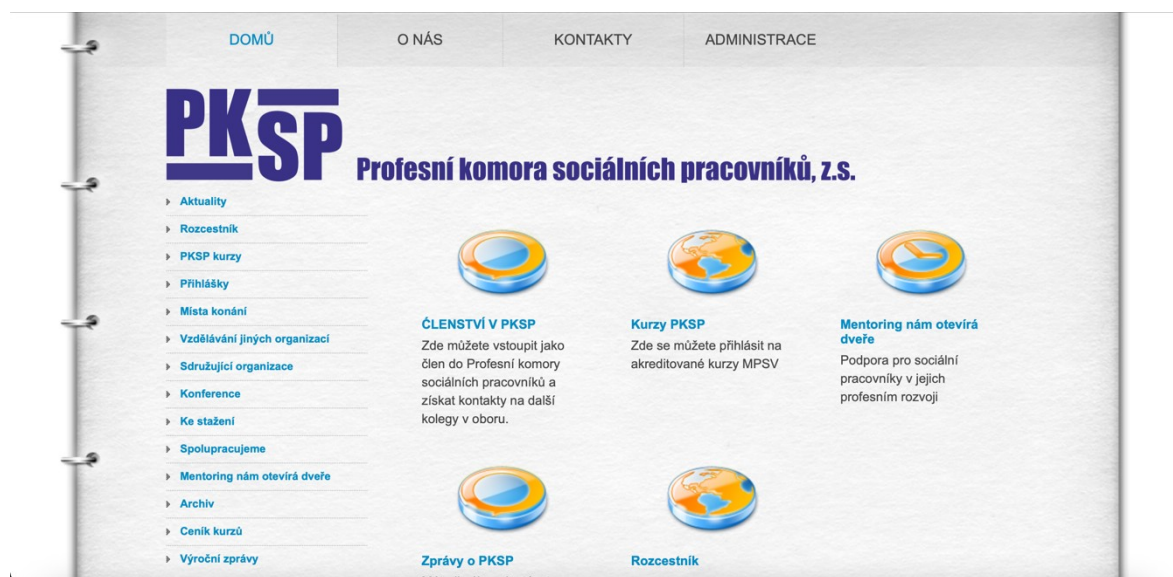 DOMŮ
O NÁS
KONTAKTY
ADMINISTRACE
PKSP
Profesní komora sociálních pracovníků, z.s.
Aktuality
Rozcestník
PKSP kurzy
Přihlášky
Místa konání
Vzdělávání jiných organizací
Sdružující organizace
Konference
Ke stažení
Spolupracujeme
Mentoring nám otevírá dveře
Archiv
Ceník kurzů
Výroční zprávy
ČLENSTVÍ V PKSP
Zde můžete vstoupit jako
člen do Profesní komory
sociálních pracovníků a
získat kontakty na další
kolegy v oboru.
Kurzy PKSP
Zde se můžete přihlásit na
akreditované kurzy MPSV
Mentoring nám otevírá
dveře
Podpora pro sociální
pracovníky v jejich
profesním rozvoji
Zprávy o PKSP
Rozcestník